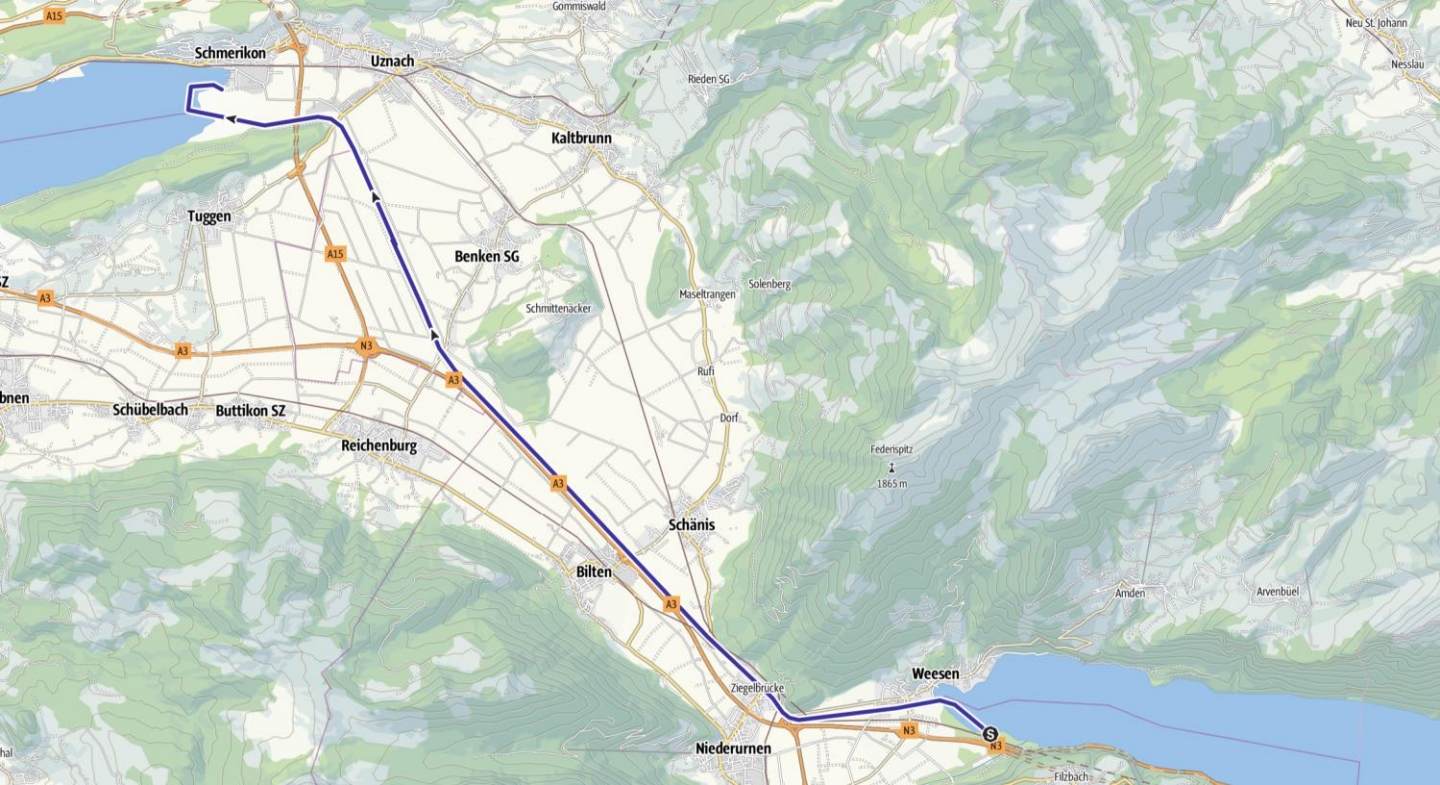 Gommiswald
A15
Neu St. Johann
Schmerikon
Uznach
Nesslau
Rieden SG
Kaltbrunn
Tuggen
A15
Benken SG
SZ
Solenberg
A3
Maseltrangen
Schmittenäcker
N3
A3
Rufi
A3
bnen
Schübelbach
Buttikon SZ
Dorf
Reichenburg
Federispitz
A3
1865 m
Schänis
Bilten
Amden
Arvenbüel
A3
Weesen
Ziegelbrücke
N3
S
N3
Niederurnen
hal
Filzbach